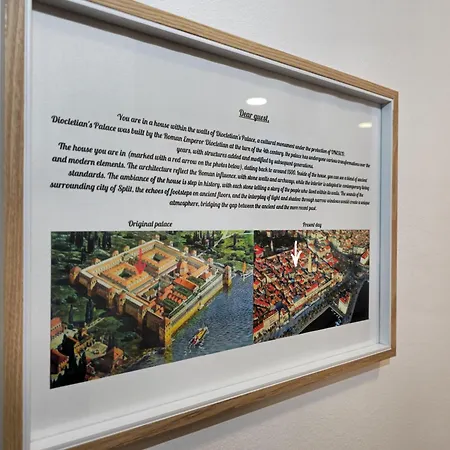 Dear guest,
You are in a house within the walls of Diocletian's Palace, a cultural monument under the protection of UNESCO.
Diocletian's Palace was built by the Roman Emperor Diocletian at the turn of the 4th century, the palace has undergone various transformations over the
years, with structures added and modified by subsequent generations.
The house you are in (marked with a red arrow on the photos below), dating back to around 1500. Inside of the house, you can see a blend of ancient
and modern elements. The architecture reflect the Roman influence, with stone walls and archways, while the interior is adapted to contemporary living
standards. The ambiance of the house is step in history, with each stone telling a story of the people who lived within its walls. The sounds of the
surrounding city of Split, the echoes of footsteps on ancient floors, and the interplay of light and shadow through narrow windows create a unique
atmosphere, bridging the gap between the ancient and the more recent past.
Original palace
Present day